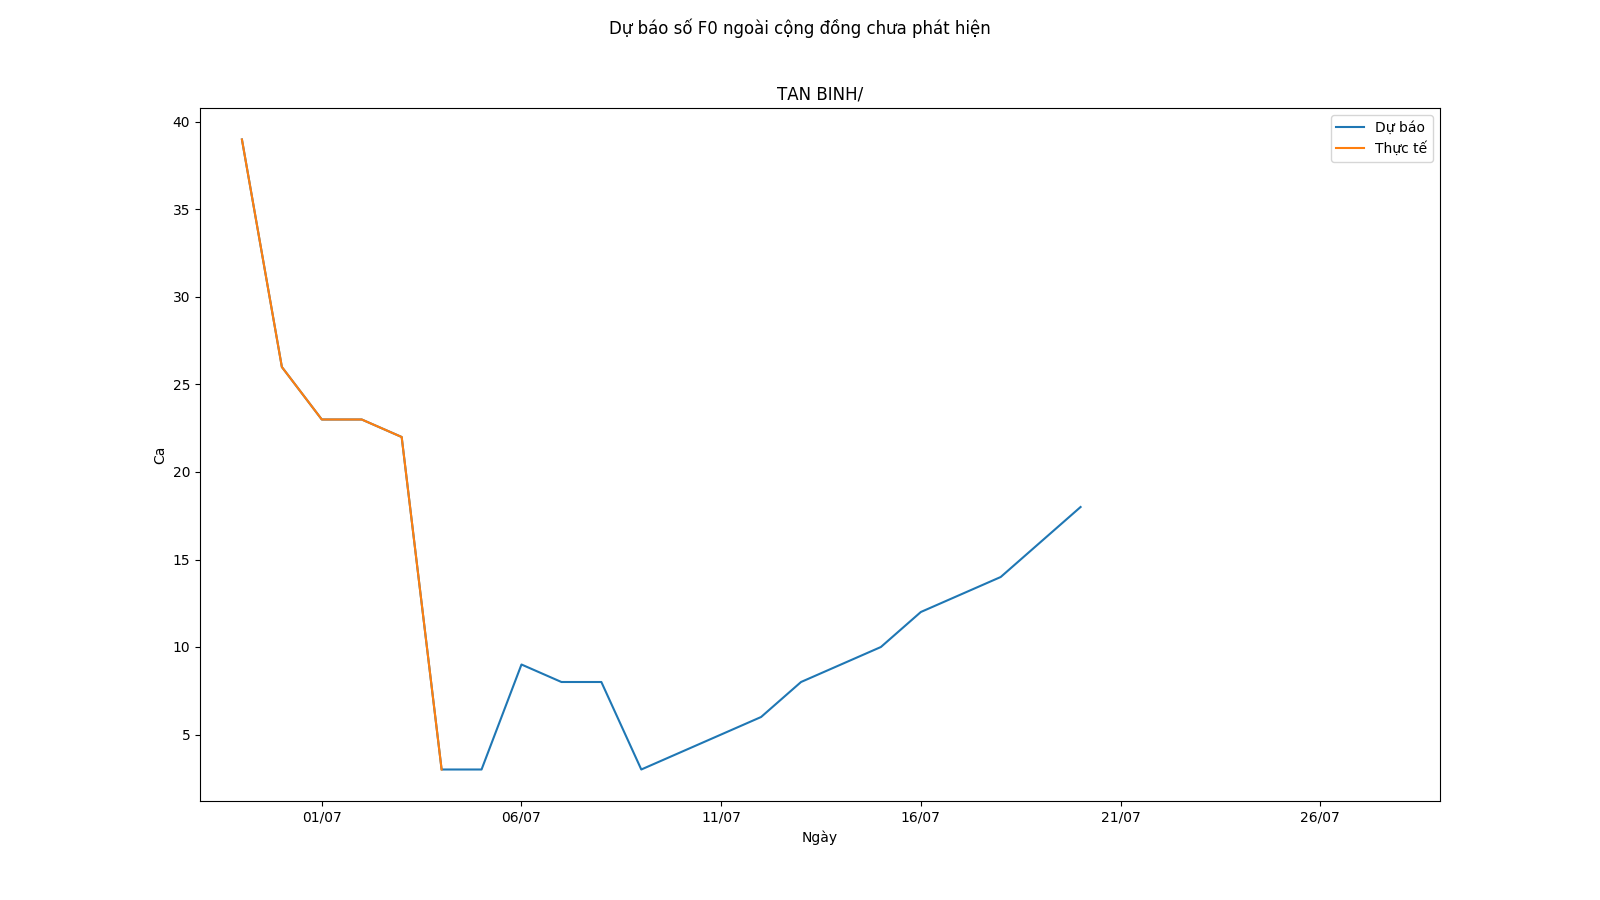 Dự báo số F0 ngoài cộng đồng chưa phát hiện
TAN BINH/
Dự báo
Thực tế
40
35
30
25
20
15
10
5
Ca
01/07
06/07
11/07
16/07
21/07
26/07
Ngày